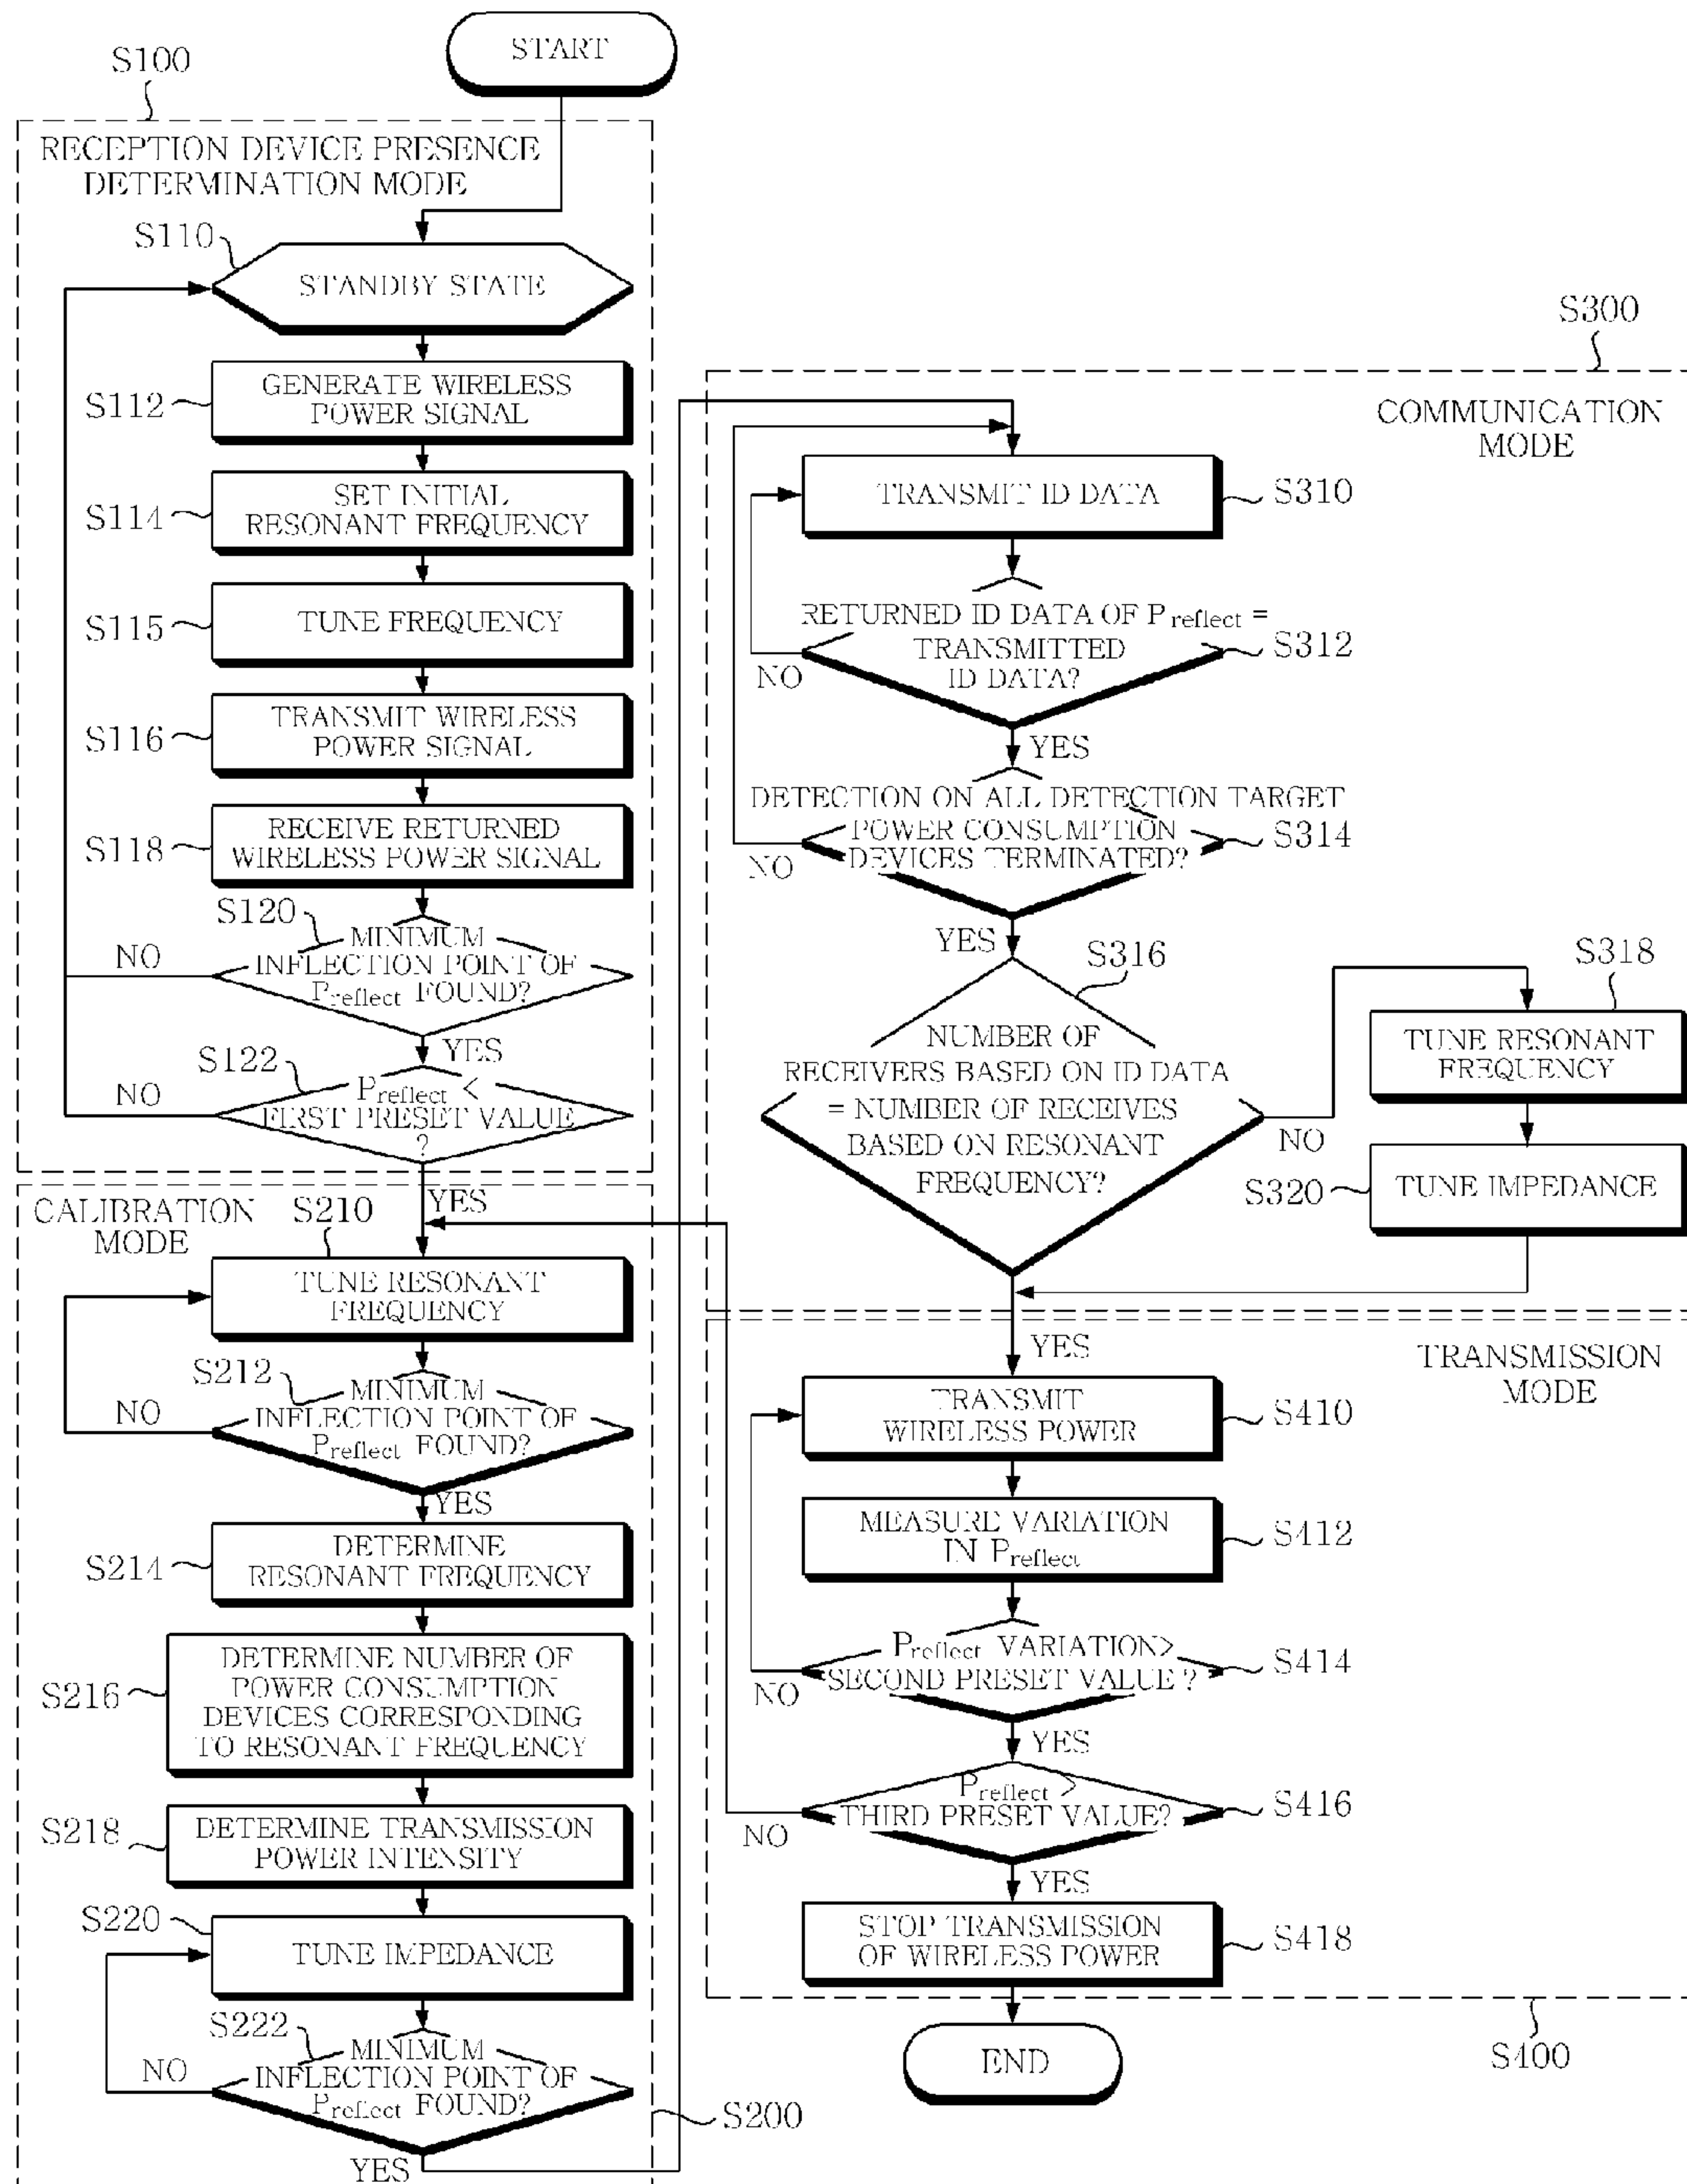 START
S100
RECEPTION DEVICE PRESENCE
DETERMINATION MODE
S110
STANDBY STATE
S112
GENERATE WIRELESS
POWER SIGNAL
S114
SET INITIAL
RESONANT FREQUENCY
S115
TUNE FREQUENCY
S116
TRANSMIT WIRELESS
POWER SIGNAL
S118
RECEIVE RETURNED
WIRELESS POWER SIGNAL
S120
MINIMUM
INFLECTION POINT OF
Preflect FOUND?
NO
YES
S122
Preflect <
FIRST PRESET VALUE
?
NO
YES
CALIBRATION
MODE
S210
TUNE RESONANT
FREQUENCY
S212
MINIMUM
INFLECTION POINT OF
Preflect FOUND?
NO
YES
S214
DETERMINE
RESONANT FREQUENCY
S216
DETERMINE NUMBER OF
POWER CONSUMPTION
DEVICES CORRESPONDING
TO RESONANT FREQUENCY
S218
DETERMINE TRANSMISSION
POWER INTENSITY
S220
TUNE IMPEDANCE
S222
MINIMUM
INFLECTION POINT OF
Preflect FOUND?
NO
YES
S200
S300
COMMUNICATION
MODE
TRANSMIT ID DATA
S310
RETURNED ID DATA OF Preflect =
TRANSMITTED
ID DATA?
S312
NO
YES
DETECTION ON ALL DETECTION TARGET
POWER CONSUMPTION
DEVICES TERMINATED?
S314
NO
YES
S316
NUMBER OF
RECEIVERS BASED ON ID DATA
= NUMBER OF RECEIVES
BASED ON RESONANT
FREQUENCY?
NO
S318
TUNE RESONANT
FREQUENCY
S320
TUNE IMPEDANCE
YES
TRANSMISSION
MODE
TRANSMIT
WIRELESS POWER
S410
MEASURE VARIATION
IN Preflect
S412
Preflect VARIATION>
SECOND PRESET VALUE ?
S414
NO
YES
Preflect >
THIRD PRESET VALUE?
S416
NO
YES
STOP TRANSMISSION
OF WIRELESS POWER
S418
END
S400